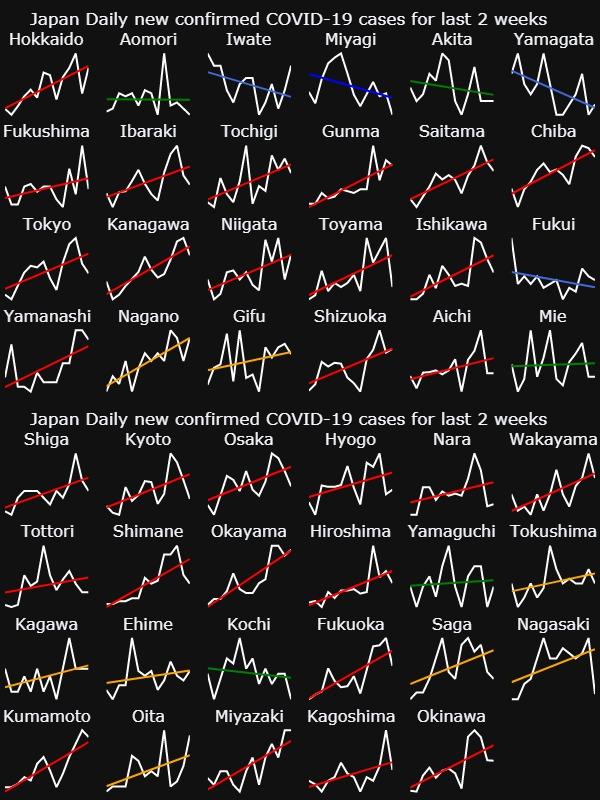 Japan Daily new confirmed COVID-19 cases for last 2 weeks
Hokkaido Aomori Iwate Miyagi Akita Yamagata
Fukushima Ibaraki Tochigi Gunma Saitama Chiba
Tokyo Kanagawa Niigata Toyama Ishikawa Fukui
Yamanashi Nagano Gifu Shizuoka Aichi Mie
Japan Daily new confirmed COVID-19 cases for last 2 weeks
Shiga Kyoto Osaka Hyogo Nara Wakayama
Tottori Shimane Okayama Hiroshima Yamaguchi Tokushima
Kagawa Ehime Kochi Fukuoka Saga Nagasaki
Kumamoto Oita Miyazaki Kagoshima Okinawa